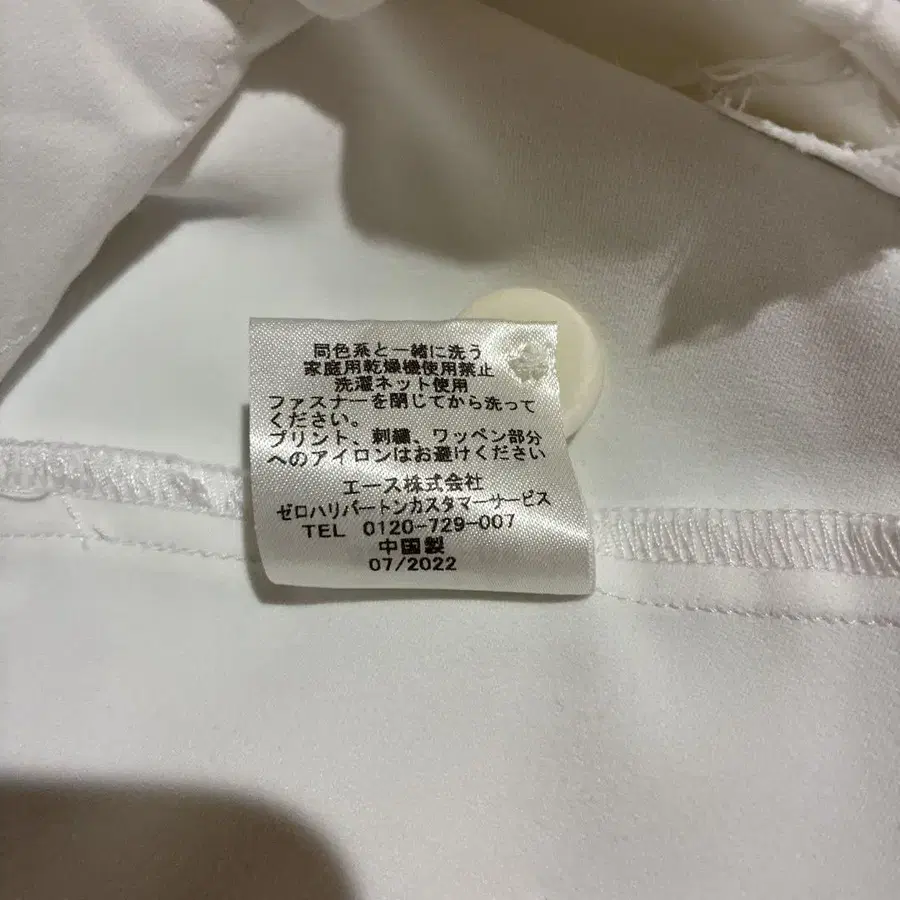 同色系と一緒に洗う
家庭用乾燥機使用禁止
洗濯ネット使用
ファスナーを閉じてから洗って
ください。
プリント、刺繍、ワッペン部分
へのアイロンはお避けください
エース株式会社
ゼロハリバートンカスタマーサービス
TEL 0120-729-007
中国製
07/2022